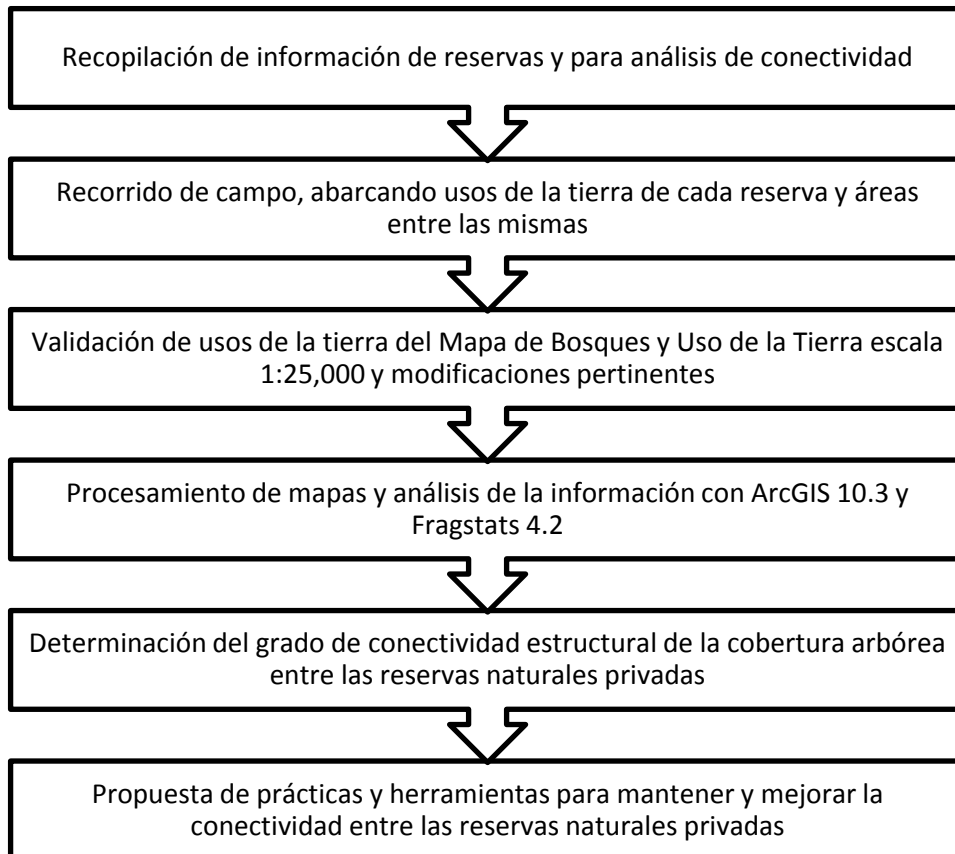 Recopilación de información de reservas y para análisis de conectividad
Recorrido de campo, abarcando usos de la tierra de cada reserva y áreas
entre las mismas
Validación de usos de la tierra del Mapa de Bosques y Uso de la Tierra escala
1:25,000 y modificaciones pertinentes
Procesamiento de mapas y análisis de la información con ArcGIS 10.3 y
Fragstats 4.2
Determinación del grado de conectividad estructural de la cobertura arbórea
entre las reservas naturales privadas
Propuesta de prácticas y herramientas para mantener y mejorar la
conectividad entre las reservas naturales privadas